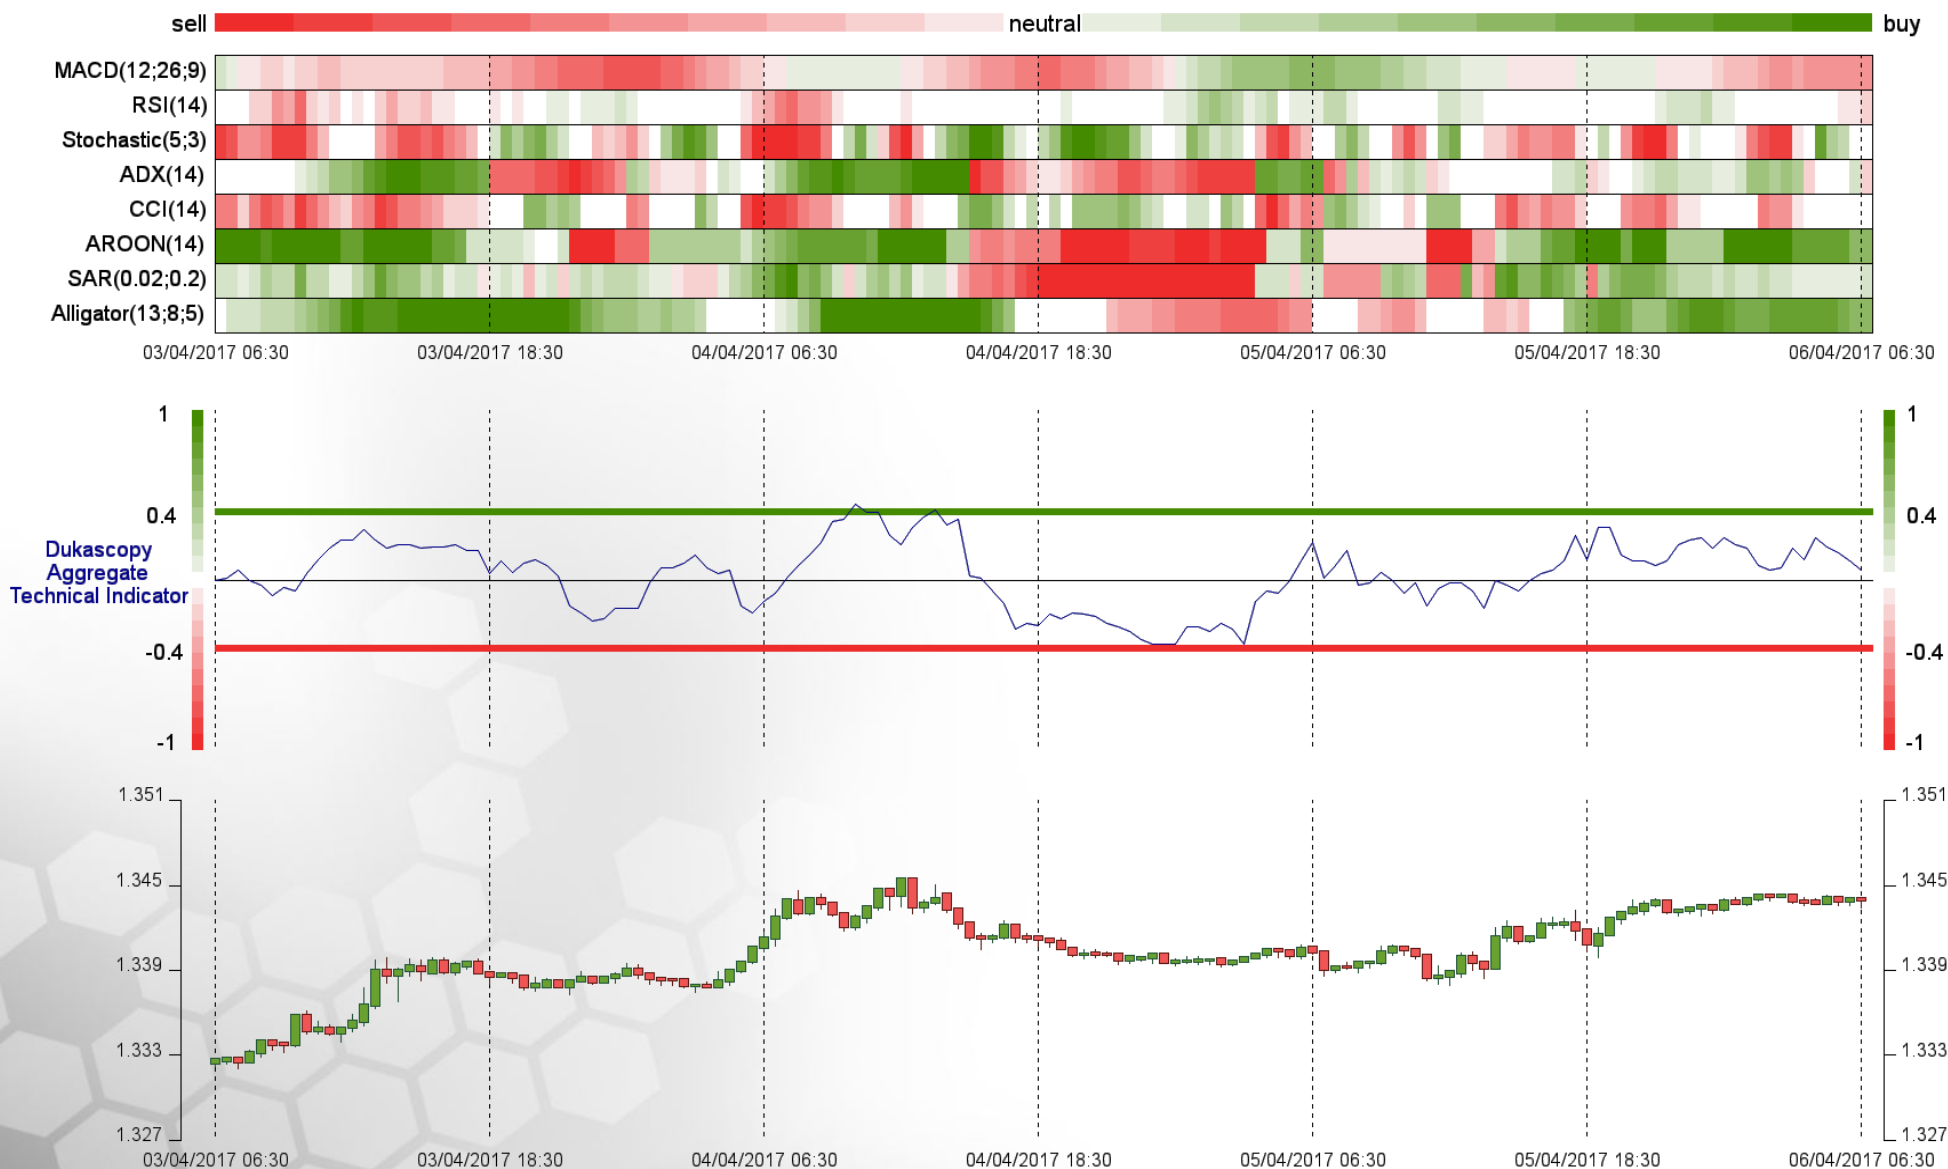 sell neutral buy
MACD(12;26;9)
RSI(14)
Stochastic(5;3)
ADX(14)
CCI(14)
AROON(14)
SAR(0.02;0.2)
Alligator(13;8;5)
03/04/2017 06:30 03/04/2017 18:30 04/04/2017 06:30 04/04/2017 18:30 05/04/2017 06:30 05/04/2017 18:30 06/04/2017 06:30
1 1
0.4 0.4
Dukascopy
Aggregate
Technical Indicator
-0.4 -0.4
-1 -1
1.351 1.351
1.345 1.345
1.339 1.339
1.333 1.333
1.327 1.327
03/04/2017 06:30 03/04/2017 18:30 04/04/2017 06:30 04/04/2017 18:30 05/04/2017 06:30 05/04/2017 18:30 06/04/2017 06:30